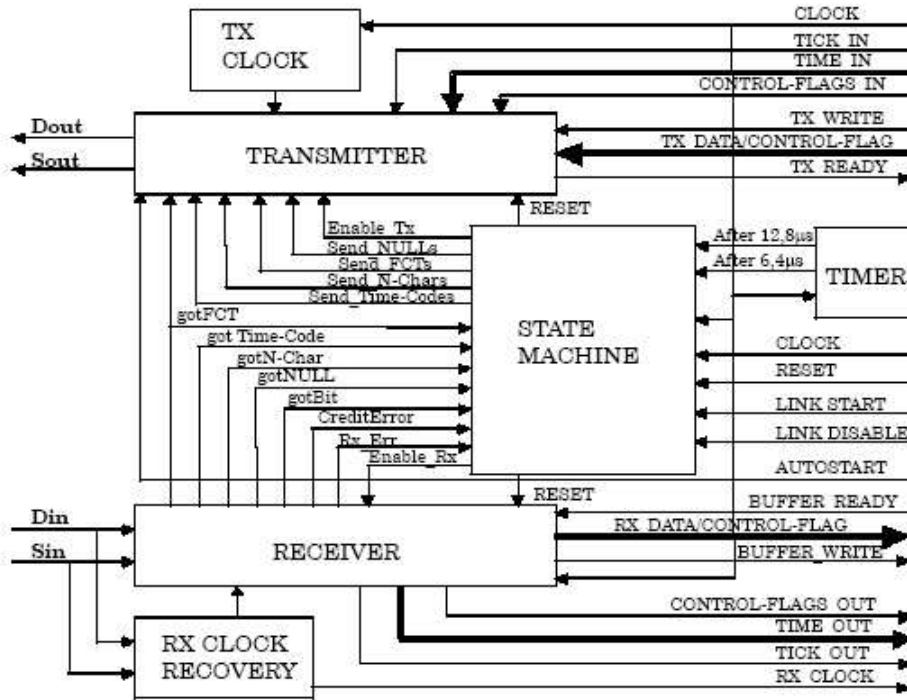 TX
CLOCK
CLOCK
TICK IN
TIME IN
CONTROL-FLAGS IN
Dout
Sout
TRANSMITTER
TX WRITE
TX DATA/CONTROL-FLAG
TX READY
RESET
Enable_Tx
Send_NULLs
Send_FCTs
Send_N-Chars
Send_Time-Codes
gotFCT
got Time-Code
gotN-Char
gotNULL
gotBit
CreditError
Rx_Err
Enable_Rx
STATE
MACHINE
After 12,8µs
After 6,4µs
TIMER
CLOCK
RESET
LINK START
LINK DISABLE
AUTOSTART
RESET
Din
Sin
RECEIVER
BUFFER READY
RX DATA/CONTROL-FLAG
BUFFER WRITE
RX CLOCK
RECOVERY
CONTROL-FLAGS OUT
TIME OUT
TICK OUT
RX CLOCK